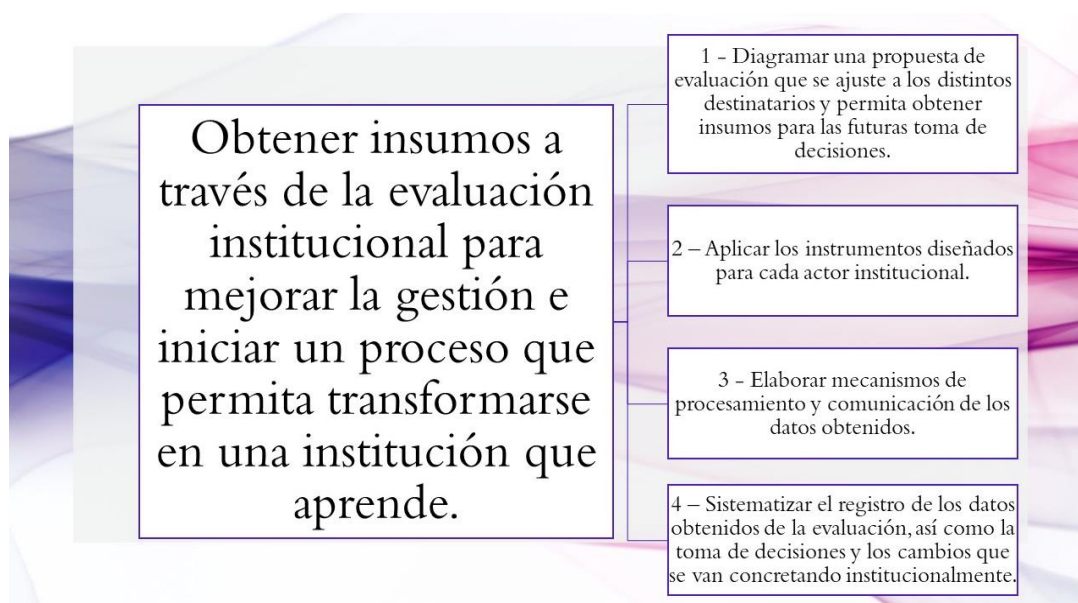 Obtener insumos a
través de la evaluación
institucional para
mejorar la gestión e
iniciar un proceso que
permita transformarse
en una institución que
aprende.
1 - Diagramar una propuesta de
evaluación que se ajuste a los distintos
destinatarios y permita obtener
insumos para las futuras toma de
decisiones.
2 – Aplicar los instrumentos diseñados
para cada actor institucional.
3 - Elaborar mecanismos de
procesamiento y comunicación de los
datos obtenidos.
4 – Sistematizar el registro de los datos
obtenidos de la evaluación, así como la
toma de decisiones y los cambios que
se van concretando institucionalmente.